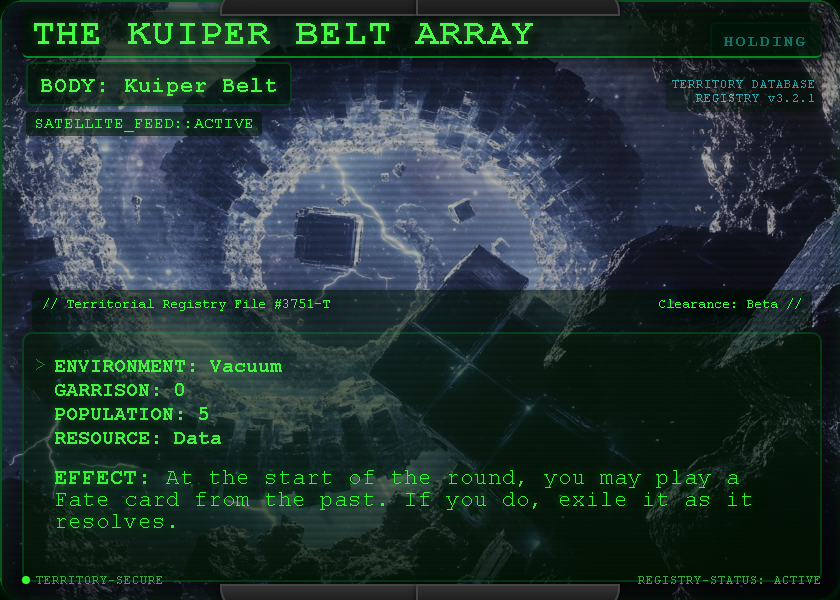 THE KUIPER BELT ARRAY
HOLDING
BODY: Kuiper Belt
TERRITORY DATABASE
REGISTRY v3.2.1
SATELLITE_FEED::ACTIVE
// Territorial Registry File #3751-T
Clearance: Beta //
> ENVIRONMENT: Vacuum
GARRISON: 0
POPULATION: 5
RESOURCE: Data
EFFECT: At the start of the round, you may play a
Fate card from the past. If you do, exile it as it
resolves.
TERRITORY-SECURE
REGISTRY-STATUS: ACTIVE